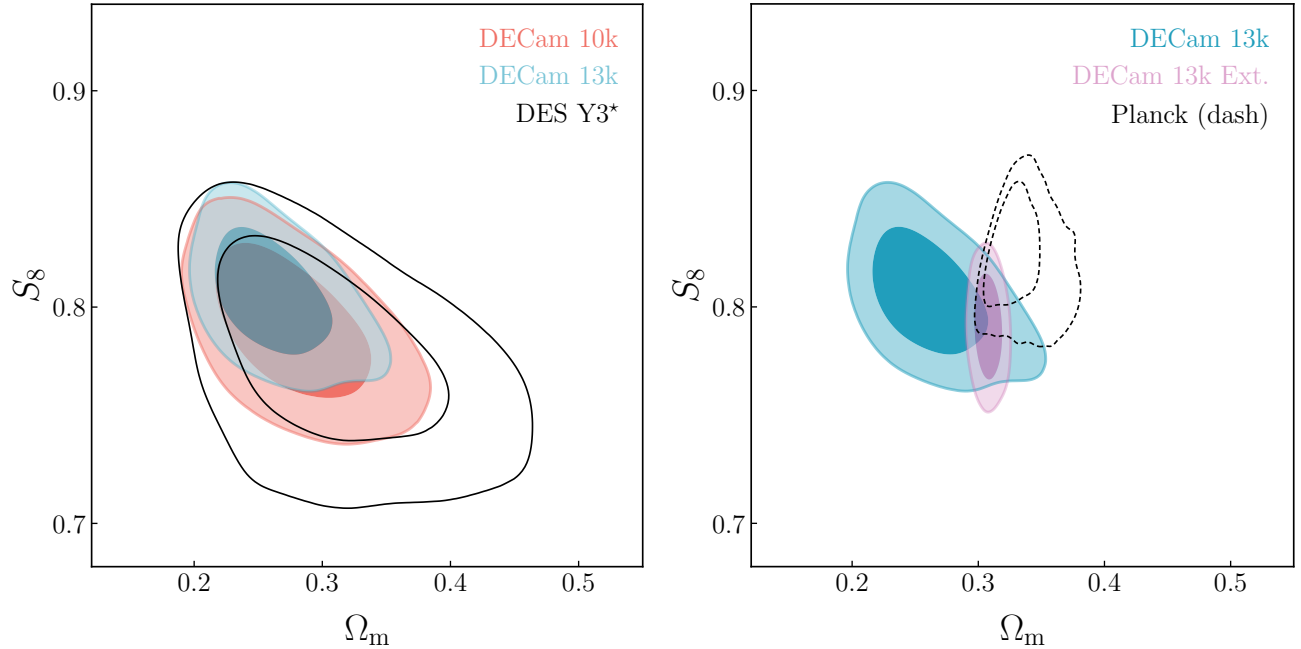 DECam 10k
DECam 13k
DES Y3⋆
0.9
0.8
0.7
S₈
0.2 0.3 0.4 0.5
Ωₘ
DECam 13k
DECam 13k Ext.
Planck (dash)
0.9
0.8
0.7
S₈
0.2 0.3 0.4 0.5
Ωₘ